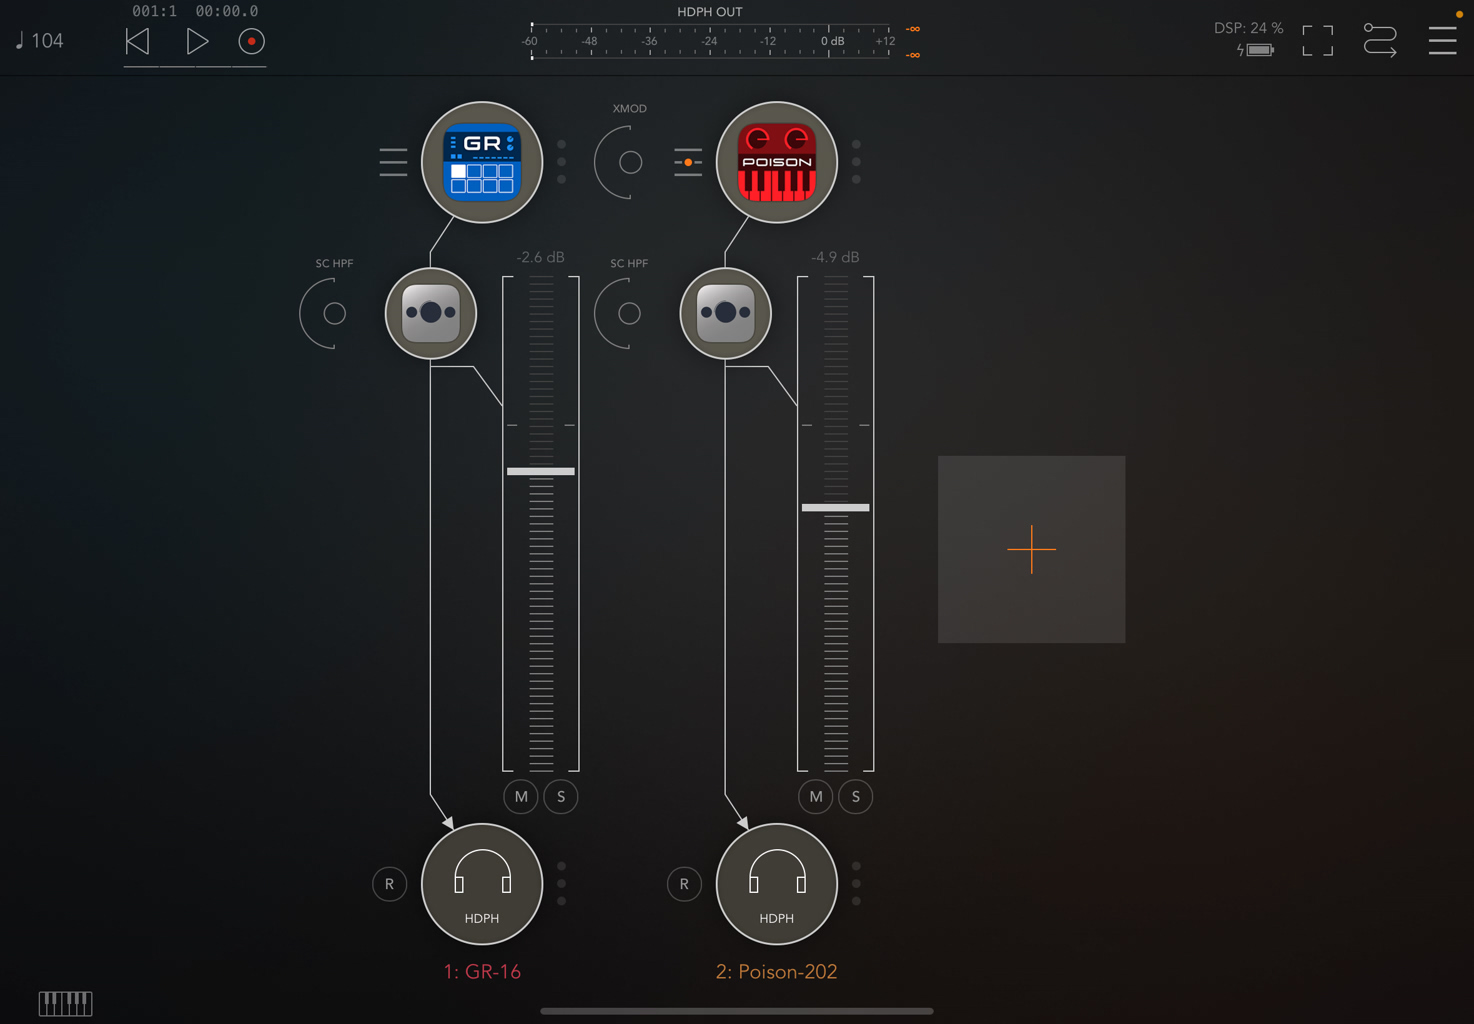 001:1 00:00.0
HDPH OUT
104
-60 -48 -36 -24 -12 0 dB +12
-∞
-∞
DSP: 24 %
XMOD
GR
POISON
SC HPF
-2.6 dB
SC HPF
-4.9 dB
M S
M S
R
HDPH
R
HDPH
1: GR-16
2: Poison-202